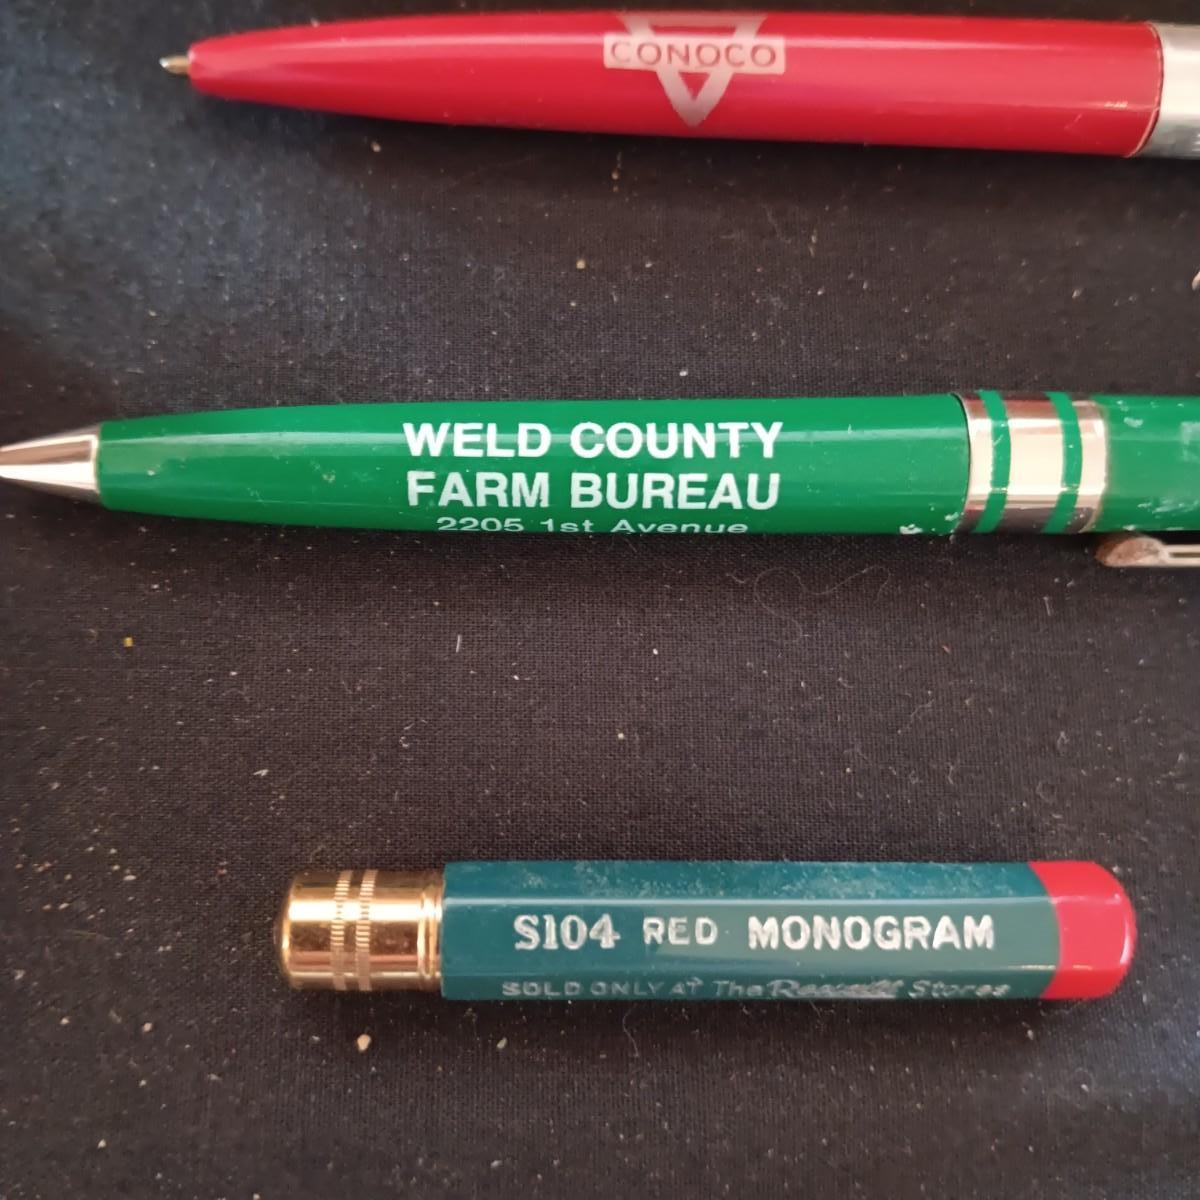 CONOCO
WELD COUNTY
FARM BUREAU
2205 1st Avenue
S104 RED MONOGRAM
SOLD ONLY AT The Rexall Stores